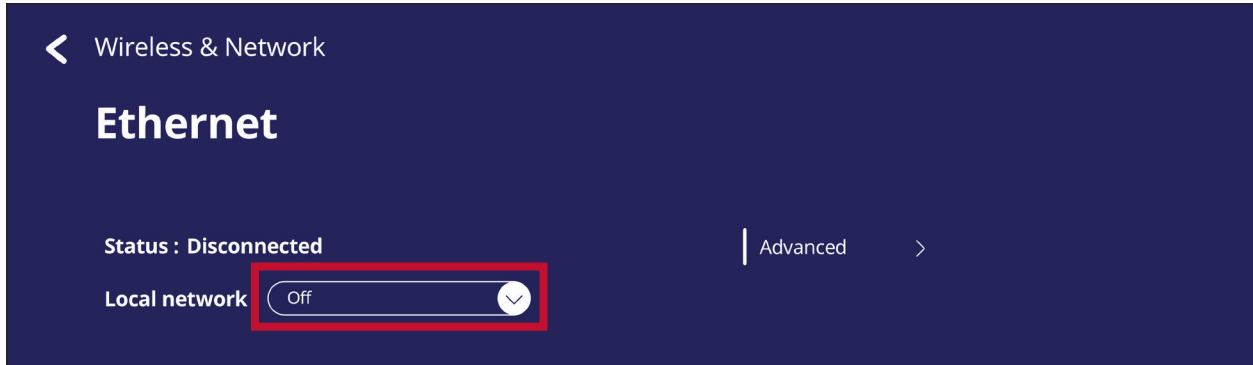 Wireless & Network
Ethernet
Status : Disconnected
Advanced
Local network
Off